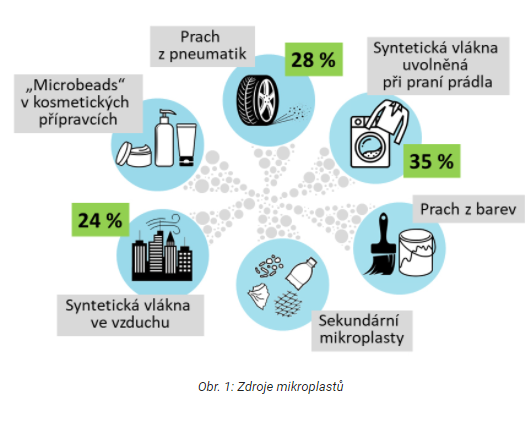 Prach
z pneumatik
28 %
Syntetická vlákna
uvolněná
při praní prádla
35 %
„Microbeads“
v kosmetických
přípravcích
24 %
Prach z barev
Syntetická vlákna
ve vzduchu
Sekundární
mikroplasty
Obr. 1: Zdroje mikroplastů